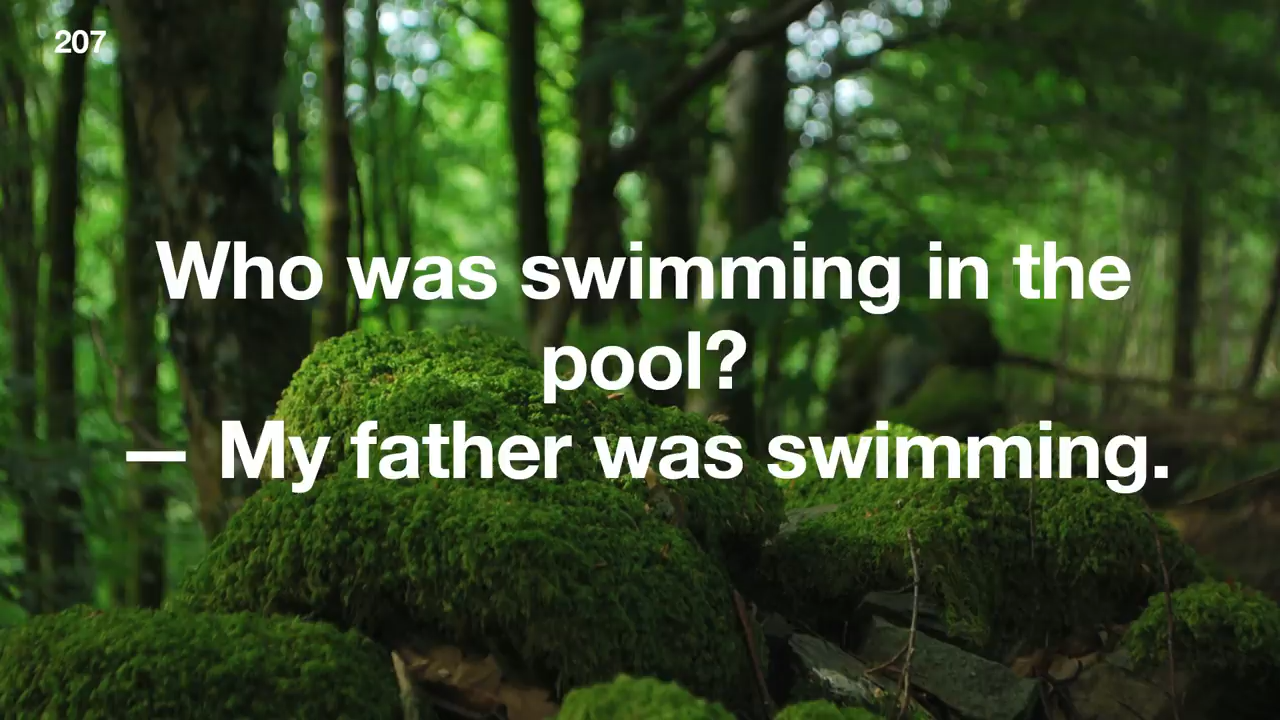 207
Who was swimming in the
pool?
— My father was swimming.